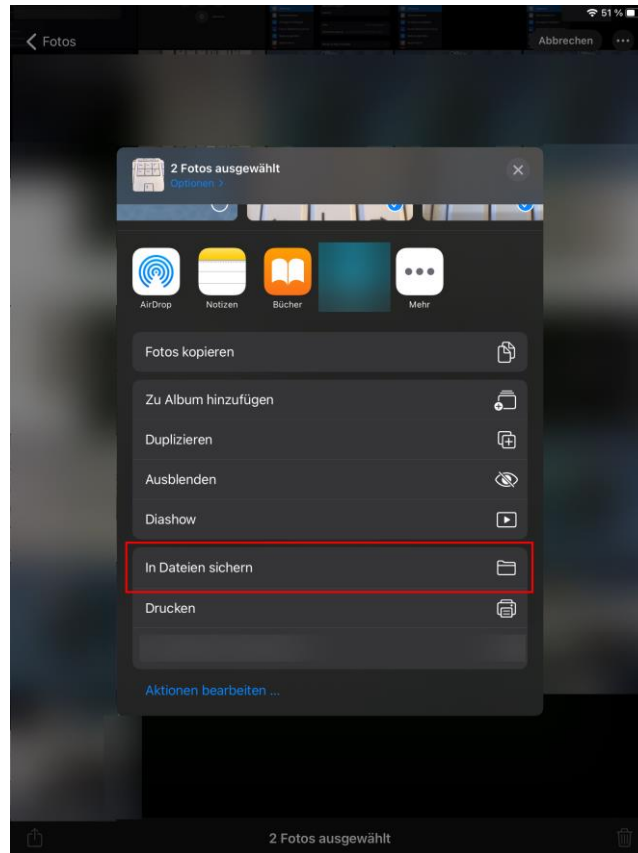 51 %
Fotos
Abbrechen
2 Fotos ausgewählt
Optionen >
AirDrop
Notizen
Bücher
Mehr
Fotos kopieren
Zu Album hinzufügen
Duplizieren
Ausblenden
Diashow
In Dateien sichern
Drucken
Aktionen bearbeiten ...
2 Fotos ausgewählt